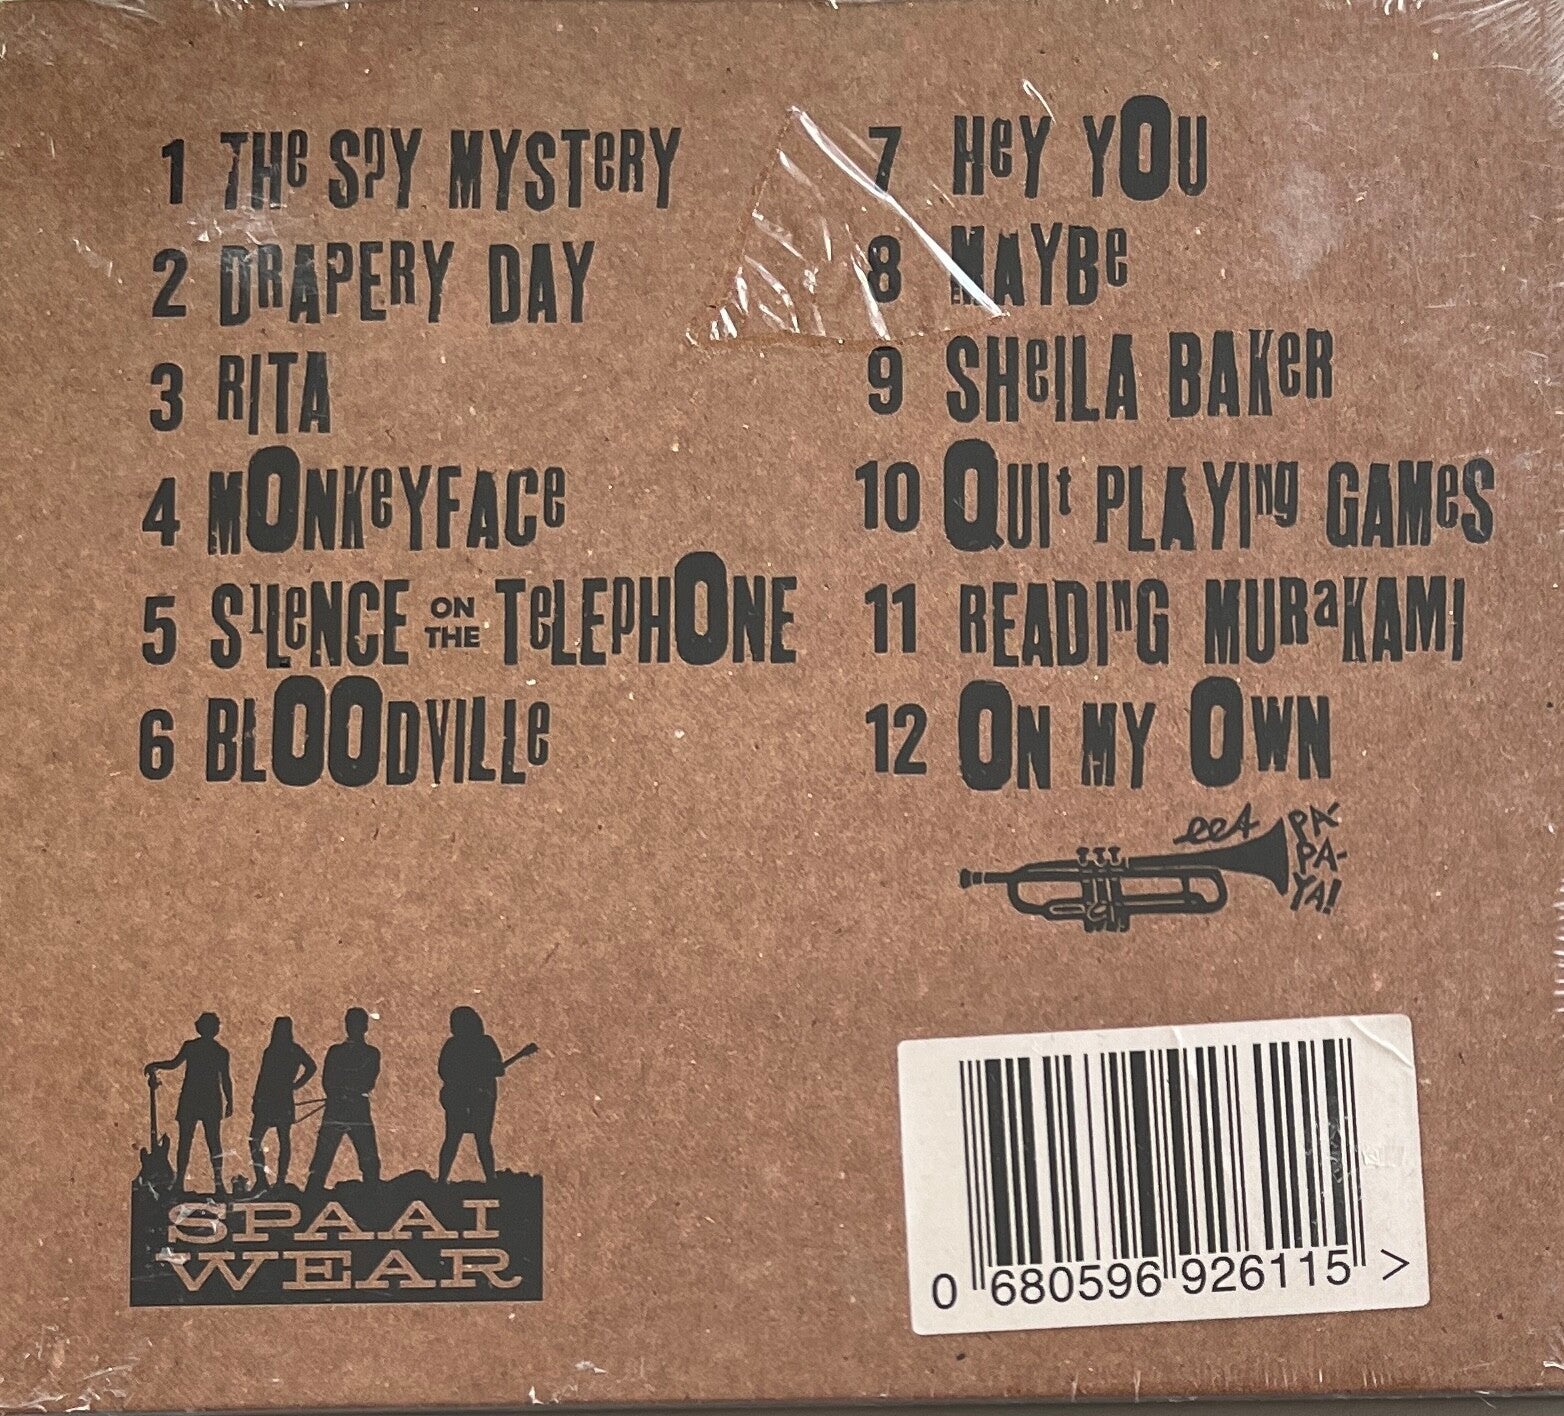 1 THe SPY MYSTeRY
2 DRAPERY DAY
3 RITA
4 MONKeYFACe
5 SILeNCE ON THE TeLEPHONE
6 BLOODVILLe
7 HeY YOU
8 MAYBe
9 SHeILA BAKeR
10 QUIt PLAYINg GAMeS
11 READING MURaKAMI
12 ON MY OWN
eet PA-
PA-
YA!
SPAAI
WEAR
0 680596 926115 >